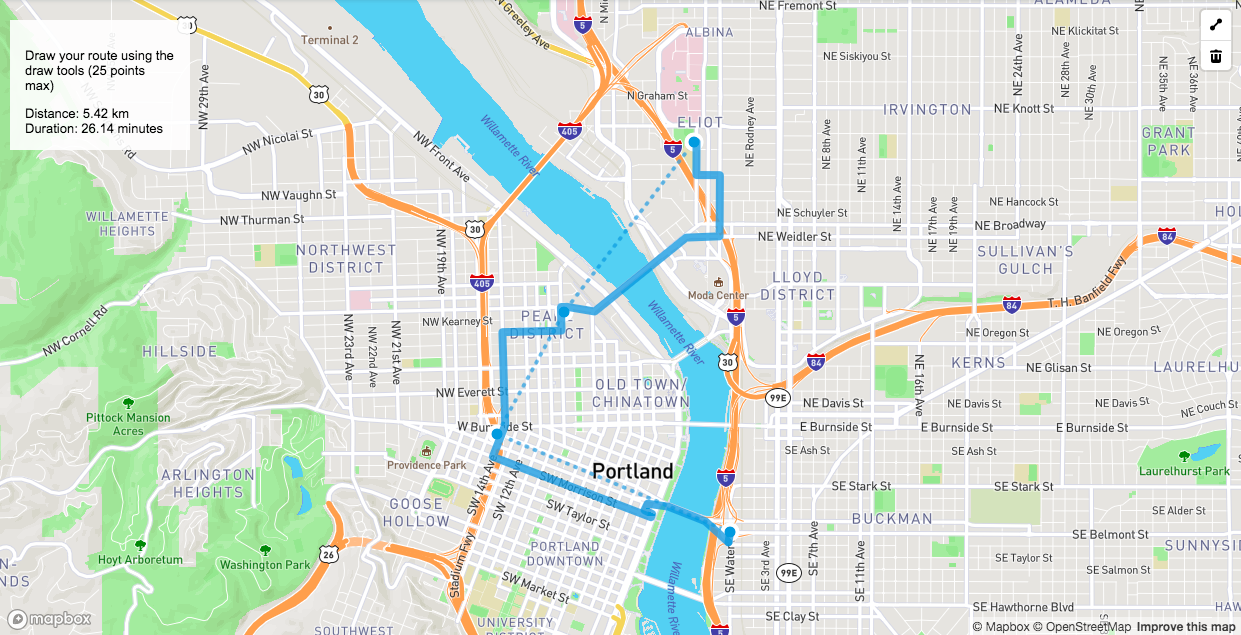 Draw your route using the
draw tools (25 points
max)
Distance: 5.42 km
Duration: 26.14 minutes
Terminal 2
N Greeley Ave
ALBINA
NE Fremont St
ALAMEDA
NE Klickitat St
NE Siskiyou St
NE 24th Ave
NE 28th Ave
NE 30th Ave
NE 35th Ave
NE 36th Ave
30
5
NW 29th Ave
NW Nicolai St
NW Front Ave
Willamette River
405
N Graham St
ELIOT
5
NE Rodney Ave
NE 8th Ave
NE 11th Ave
IRVINGTON
NE Knott St
GRANT
PARK
NW Vaughn St
NW Thurman St
WILLAMETTE
HEIGHTS
30
NE 14th Ave
NE 17th Ave
NE 19th Ave
NE Schuyler St
NE Hancock St
NE Broadway
NE Weidler St
84
NORTHWEST
DISTRICT
NW 19th Ave
405
SULLIVAN'S
GULCH
LLOYD
DISTRICT
Moda Center
T. H. Banfield Fwy
84
5
NW Cornell Rd
HILLSIDE
NW 23rd Ave
NW 22nd Ave
NW 21st Ave
NW Kearney St
DISTRICT
Willamette River
30
84
NE Oregon St
NE Oregon St
KERNS
NE Glisan St
NE 16th Ave
NW Everett St
OLD TOWN/
CHINATOWN
99E
NE Davis St
NE Davis St
NE Davis St
NE Couch St
Pittock Mansion
Acres
E Burnside St
E Burnside St
E Burnside St
SE Ash St
SE Ash St
Providence Park
Portland
Laurelhurst Park
ARLINGTON
HEIGHTS
GOOSE
HOLLOW
SW 14th Ave
SW 12th Ave
SW Morrison St
SW Taylor St
5
SE Stark St
SE Stark St
SE Alder St
BUCKMAN
SE Belmont St
Hoyt Arboretum
Washington Park
26
PORTLAND
DOWNTOWN
SE 3rd Ave
SE 7th Ave
SE 11th Ave
SE Taylor St
SE Salmon St
Stadium Fwy
SW Market St
Willamette River
99E
SE Hawthorne Blvd
SE Clay St
UNIVERSITY
SOUTHWEST
5
mapbox
© Mapbox © OpenStreetMap Improve this map